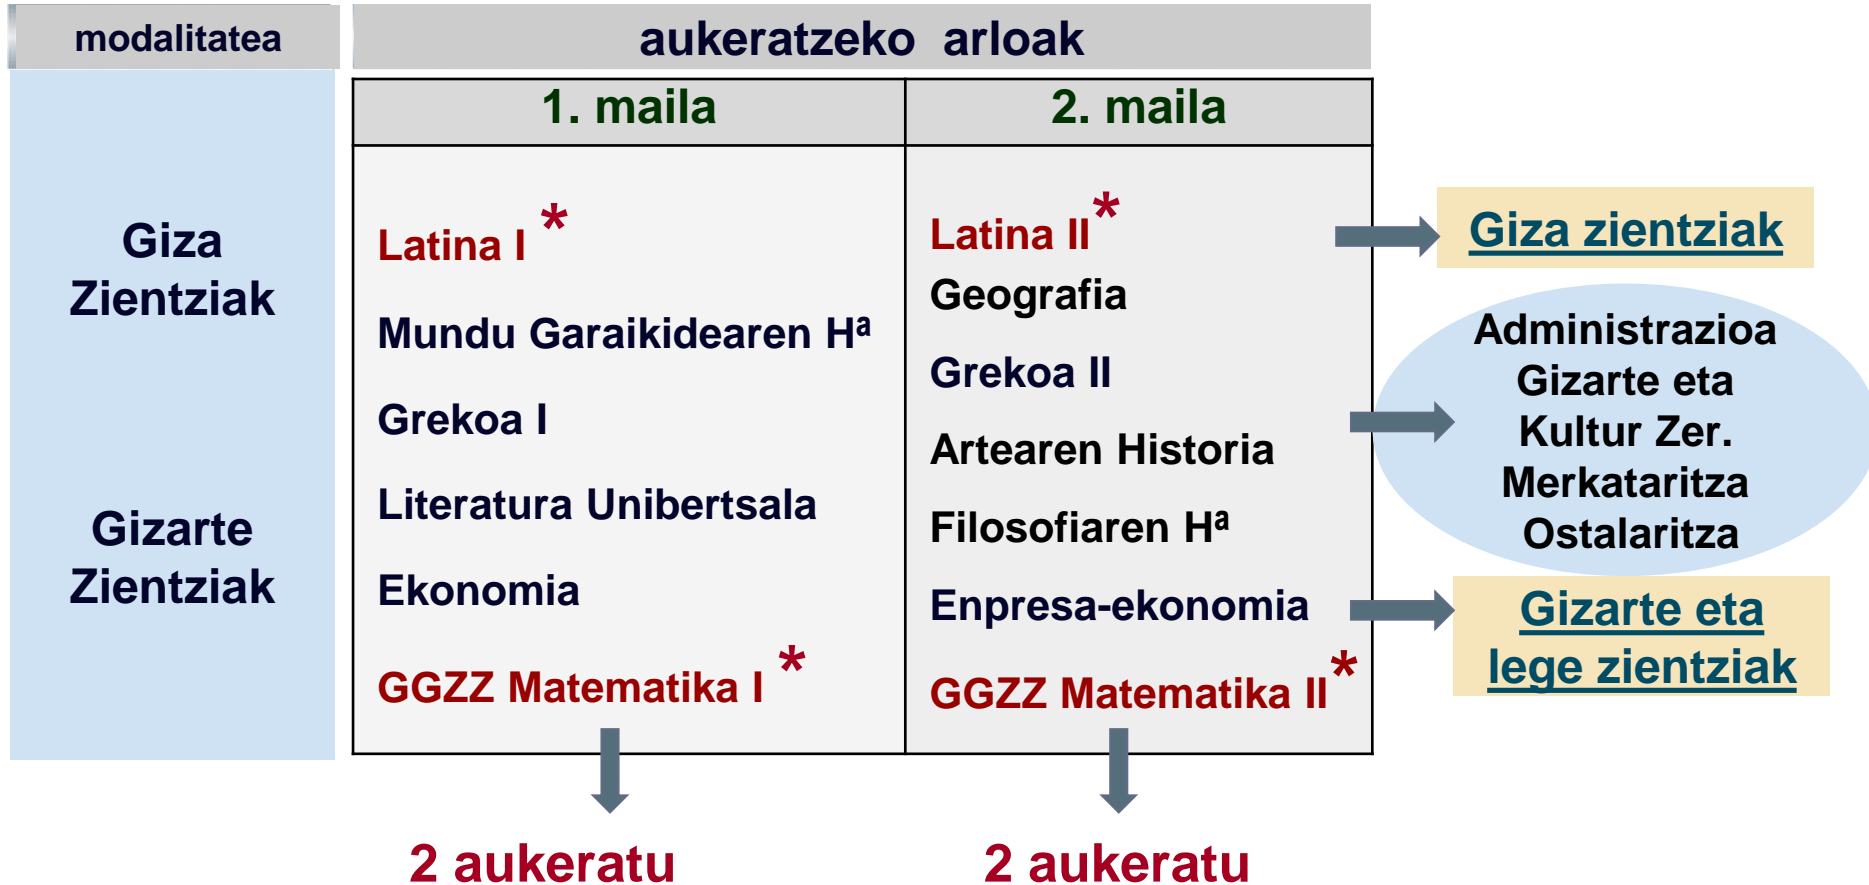 modalitatea
aukeratzeko arloak
1. maila
2. maila
Giza
Zientziak
Gizarte
Zientziak
Latina I *
Mundu Garaikidearen Hª
Grekoa I
Literatura Unibertsala
Ekonomia
GGZZ Matematika I *
Latina II *
Geografia
Grekoa II
Artearen Historia
Filosofiaren Hª
Enpresa-ekonomia
GGZZ Matematika II *
Giza zientziak
Administrazioa
Gizarte eta
Kultur Zer.
Merkataritza
Ostalaritza
Gizarte eta
lege zientziak
2 aukeratu
2 aukeratu